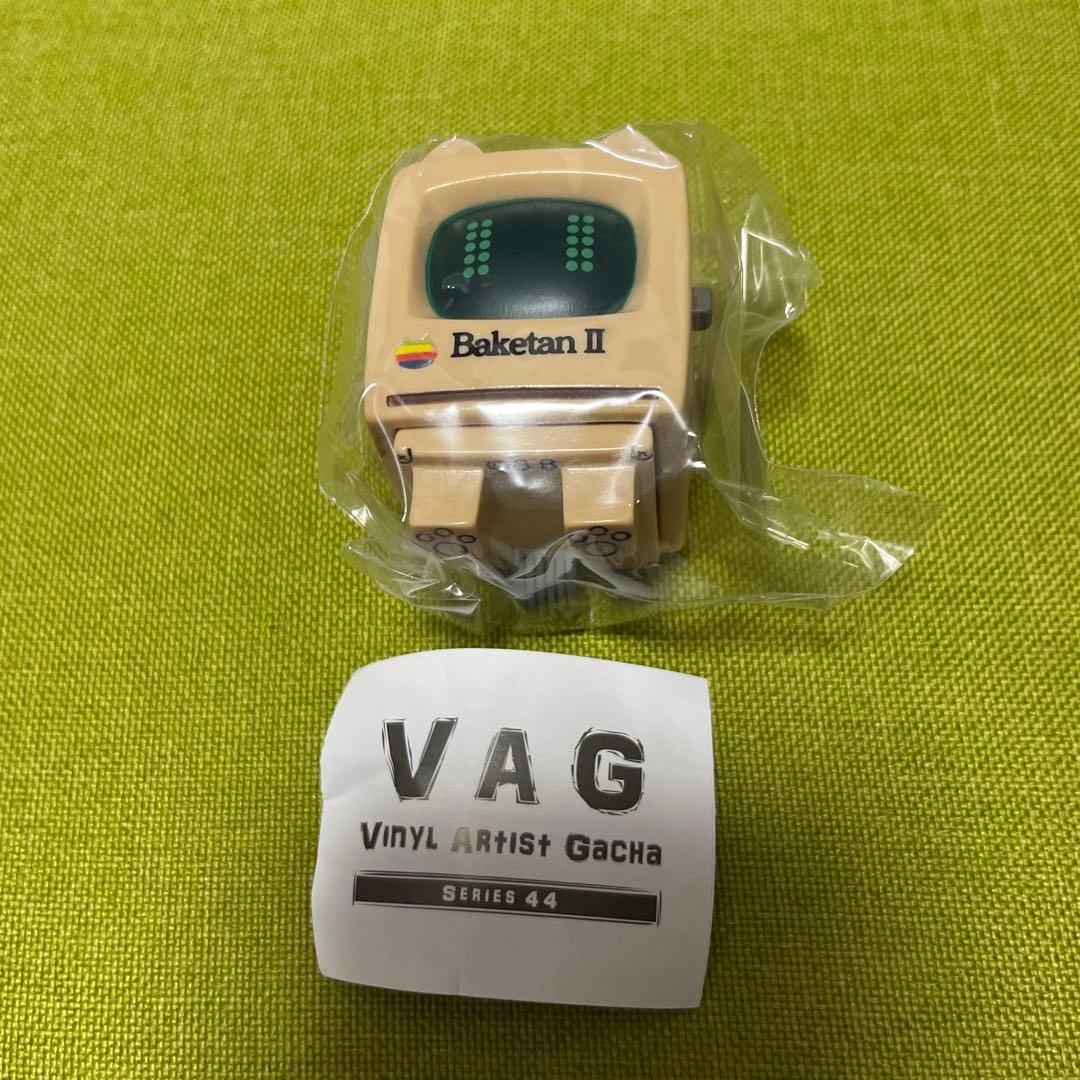 Baketan II
VAG
Vinyl Artist Gacha
Series 44